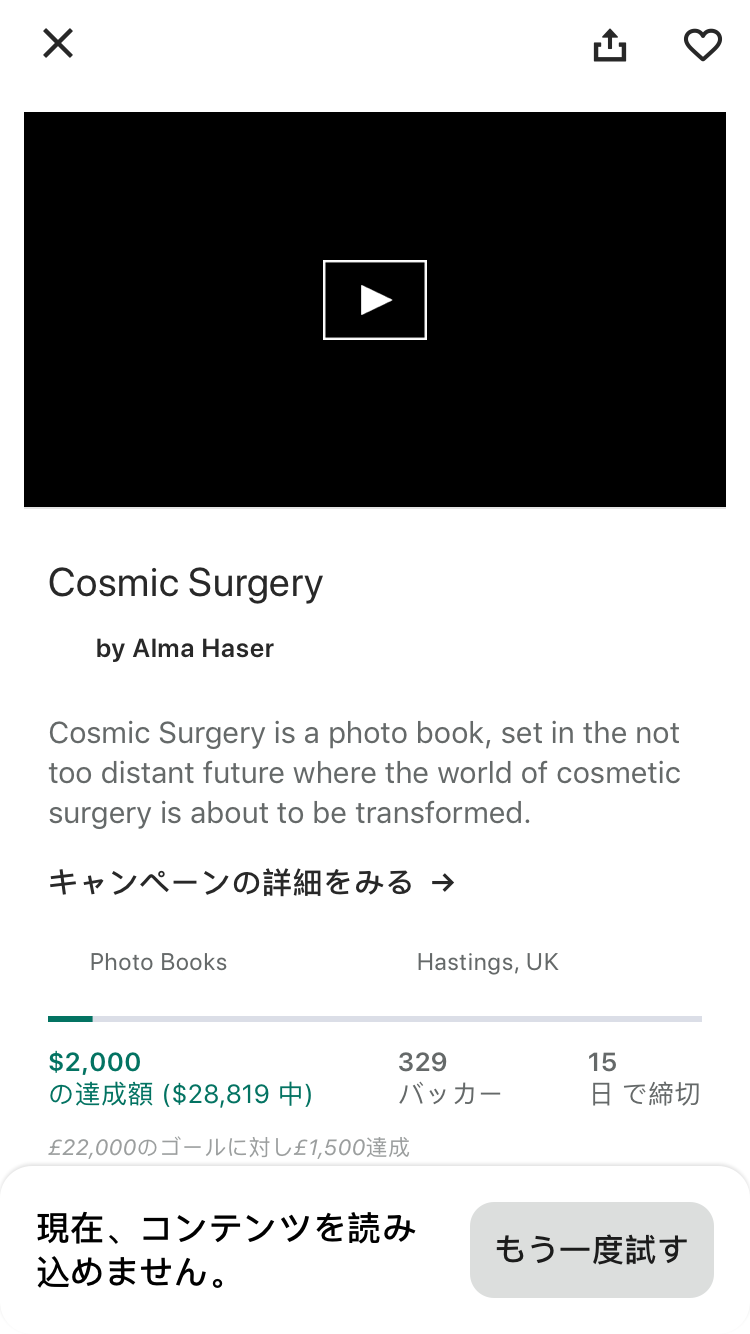 Cosmic Surgery
by Alma Haser
Cosmic Surgery is a photo book, set in the not
too distant future where the world of cosmetic
surgery is about to be transformed.
キャンペーンの詳細をみる →
Photo Books Hastings, UK
$2,000 329 15
の達成額 ($28,819 中) バッカー 日 で締切
£22,000のゴールに対し£1,500達成
現在、コンテンツを読み
込めません。
もう一度試す